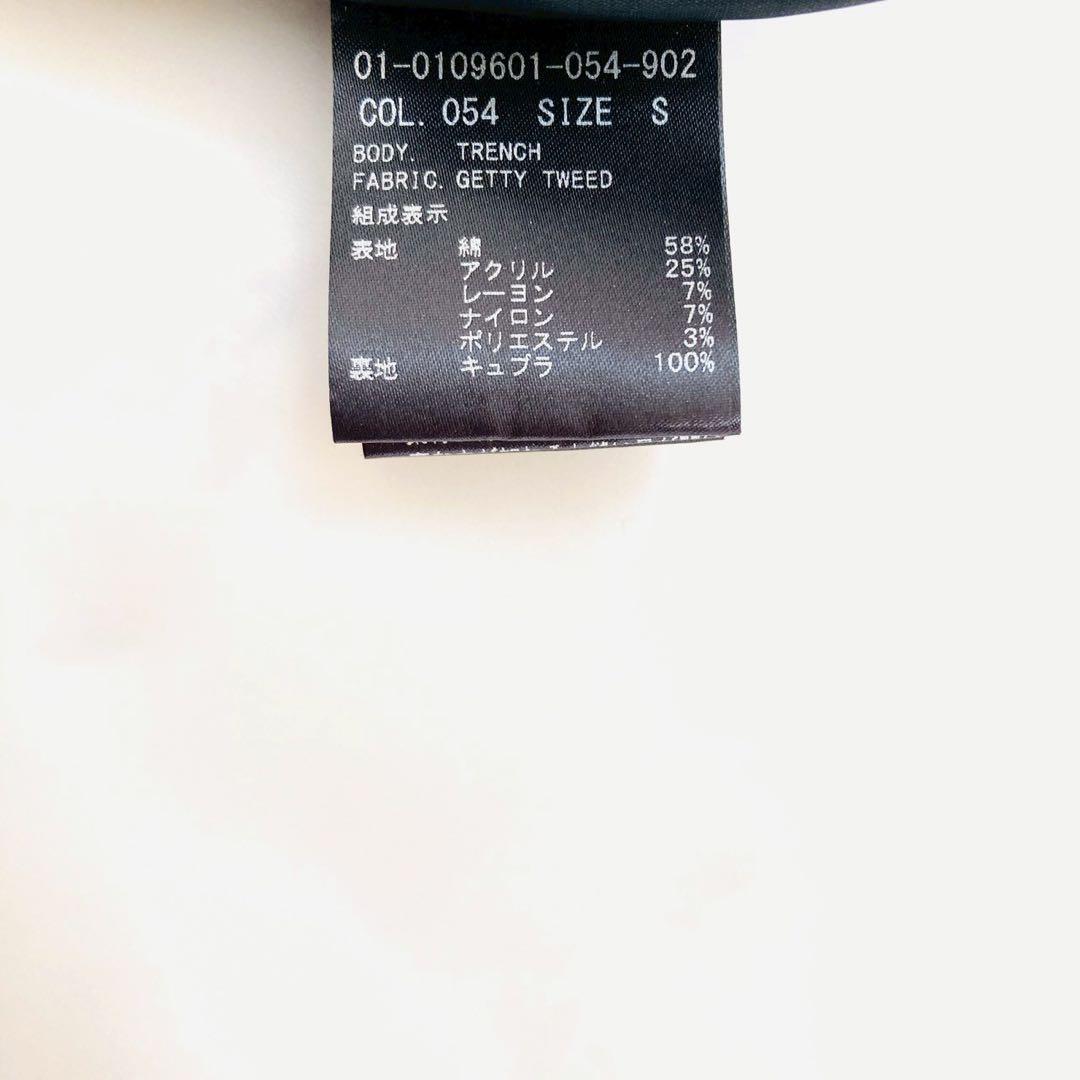 01-0109601-054-902
COL. 054 SIZE S
BODY. TRENCH
FABRIC. GETTY TWEED
組成表示
表地 綿 58%
アクリル 25%
レーヨン 7%
ナイロン 7%
ポリエステル 3%
裏地 キュプラ 100%